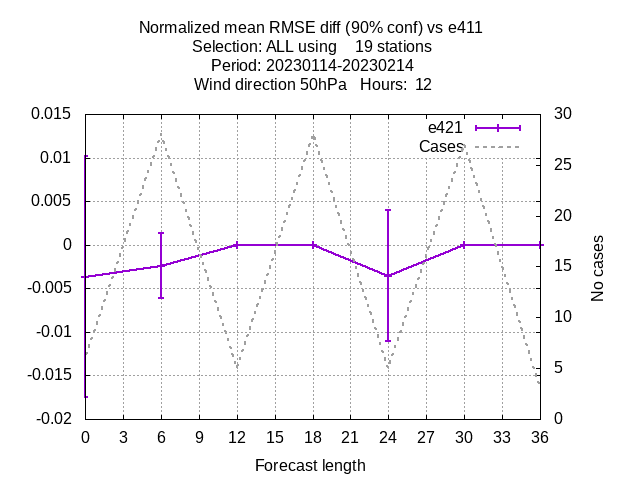 Normalized mean RMSE diff (90% conf) vs e411
Selection: ALL using    19 stations
Period: 20230114-20230214
Wind direction 50hPa   Hours:  12
0.015
0.01
0.005
0
-0.005
-0.01
-0.015
-0.02
30
25
20
15
10
5
0
e421
Cases
No cases
0 3 6 9 12 15 18 21 24 27 30 33 36
Forecast length